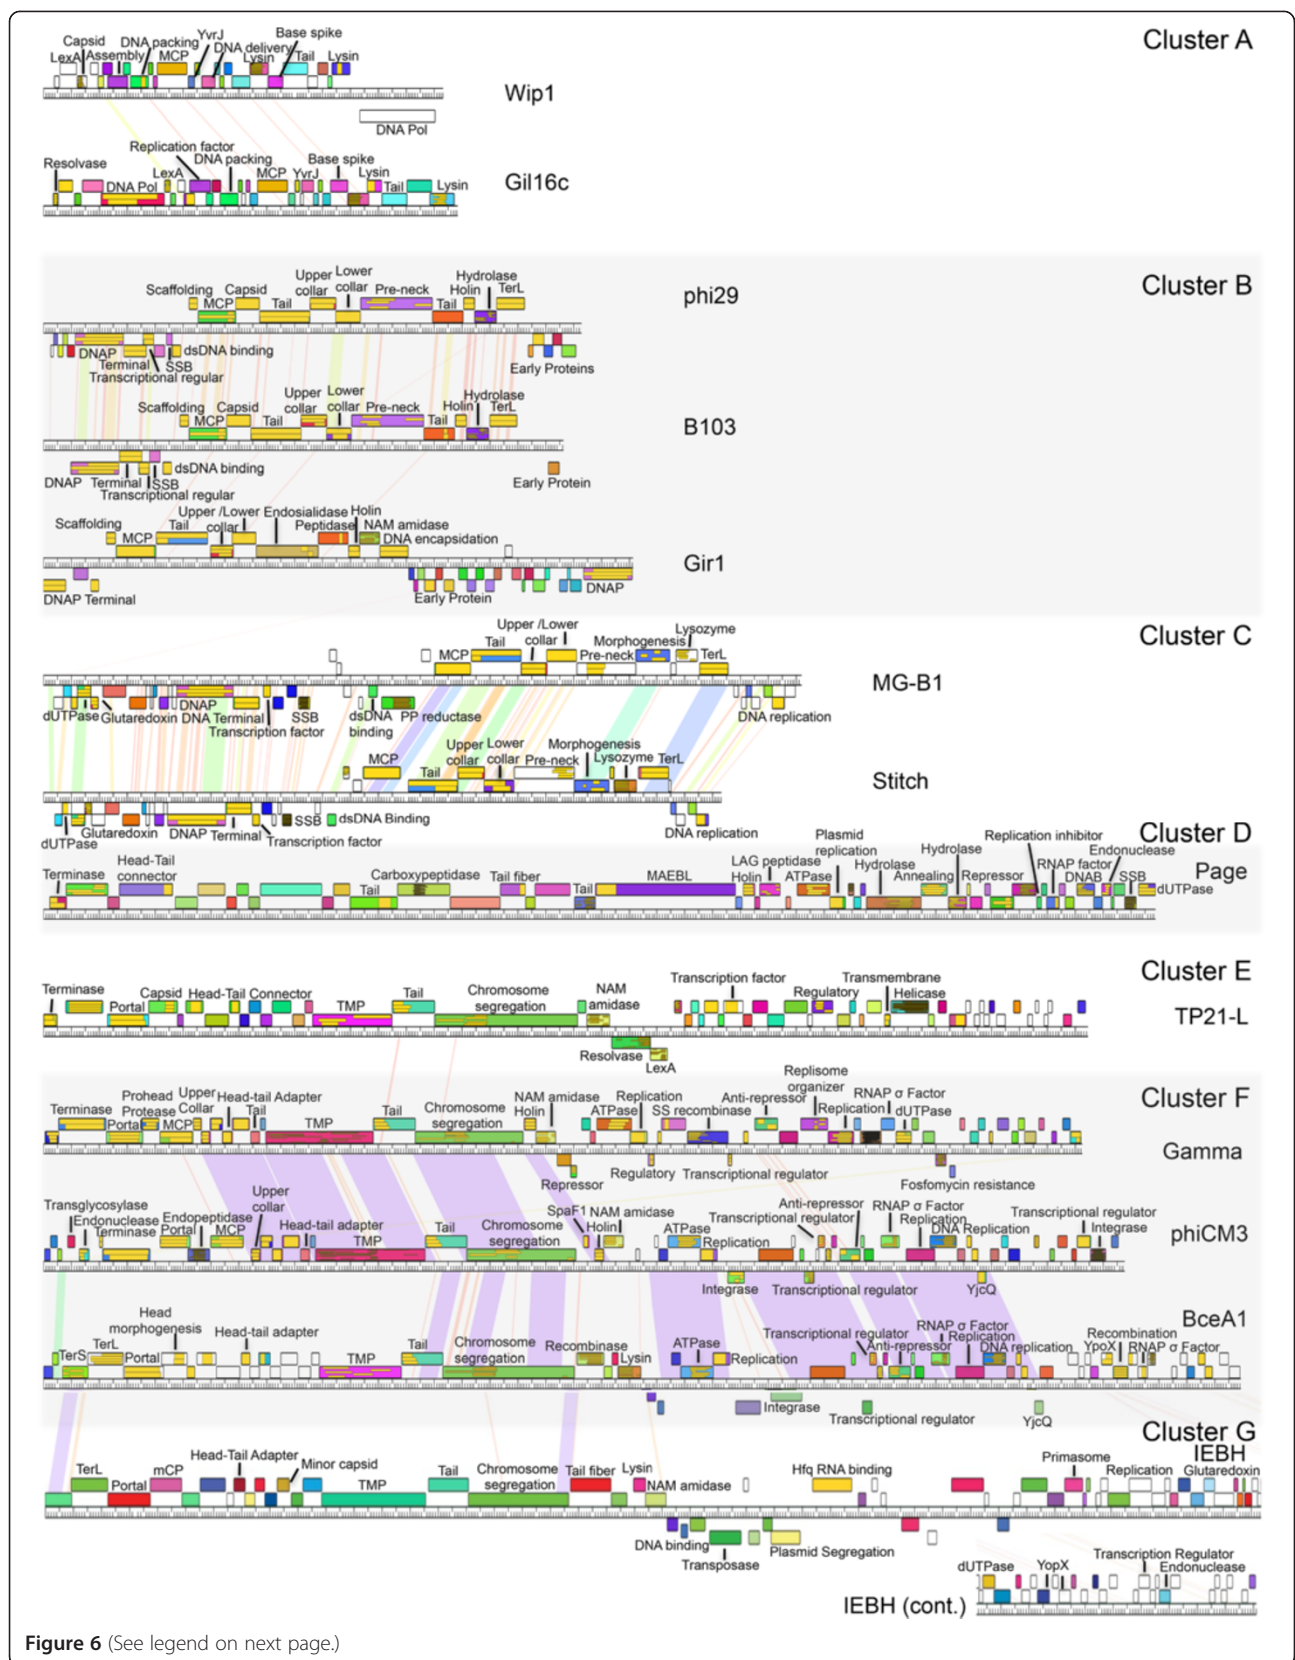 Cluster A
Capsid DNA packing YvrJ Base spike
LexA Assembly MCP DNA delivery
Lysin Tail Lysin
Wip1
DNA Pol
Replication factor
Resolvase LexA DNA packing MCP YvrJ Base spike Lysin
DNA Pol Tail Lysin
Gil16c
Cluster B
Scaffolding Capsid Upper collar Lower collar Pre-neck Hydrolase
MCP Tail Tail Holin TerL
phi29
DNAP dsDNA binding
Terminal SSB
Transcriptional regular
Early Proteins
Scaffolding Capsid Upper collar Lower collar Pre-neck Hydrolase
MCP Tail Tail Holin TerL
B103
dsDNA binding
DNAP Terminal SSB
Transcriptional regular
Early Protein
Scaffolding Tail Upper /Lower collar Endosialidase Holin
MCP Peptidase NAM amidase
DNA encapsidation
Gir1
DNAP Terminal
Early Protein
DNAP
Cluster C
Upper /Lower collar Lysozyme
MCP Tail Morphogenesis
Pre-neck TerL
MG-B1
dUTPase Glutaredoxin DNAP
DNA Terminal SSB
Transcription factor
dsDNA binding PP reductase
DNA replication
MCP Upper collar Lower collar Morphogenesis
Tail Pre-neck Lysozyme TerL
Stitch
Glutaredoxin DNAP Terminal SSB dsDNA Binding
dUTPase Transcription factor
DNA replication
Cluster D
Plasmid replication Replication inhibitor
Terminase Head-Tail connector Carboxypeptidase Tail fiber MAEBL LAG peptidase Hydrolase Hydrolase RNAP factor Endonuclease
Tail Tail Holin ATPase Annealing Repressor DNAB SSB
dUTPase
Page
Cluster E
Terminase Capsid Head-Tail Connector Tail Chromosome segregation NAM amidase Transcription factor Transmembrane
Portal TMP Regulatory Helicase
TP21-L
Resolvase
LexA
Cluster F
Replisome organizer
Terminase Prohead Protease Upper Collar Head-tail Adapter Chromosome segregation NAM amidase Replication Anti-repressor RNAP σ Factor
Portal MCP Tail TMP Tail Holin ATPase SS recombinase Replication dUTPase
Gamma
Repressor Regulatory Transcriptional regulator Fosfomycin resistance
Transglycosylase Upper collar SpaF1 NAM amidase Anti-repressor RNAP σ Factor
Endonuclease Endopeptidase Transcriptional regulator Replication Transcriptional regulator
Terminase Portal MCP Head-tail adapter Tail Chromosome segregation Holin ATPase DNA Replication Integrase
TMP Replication
phiCM3
Integrase Transcriptional regulator YjcQ
BceA1
Head morphogenesis Head-tail adapter Transcriptional regulator RNAP σ Factor Replication Recombination
TerL Tail Chromosome segregation Recombinase ATPase Anti-repressor DNA replication YpoX RNAP σ Factor
TerS Portal TMP Lysin Replication
Integrase
Transcriptional regulator YjcQ
Cluster G
IEBH
Head-Tail Adapter Minor capsid Primasome
TerL mCP Tail Chromosome segregation Tail fiber Lysin Hfq RNA binding Replication Glutaredoxin
Portal TMP NAM amidase
DNA binding Plasmid Segregation
Transposase
Transcription Regulator
dUTPase YopX Endonuclease
IEBH (cont.)
Figure 6 (See legend on next page.)